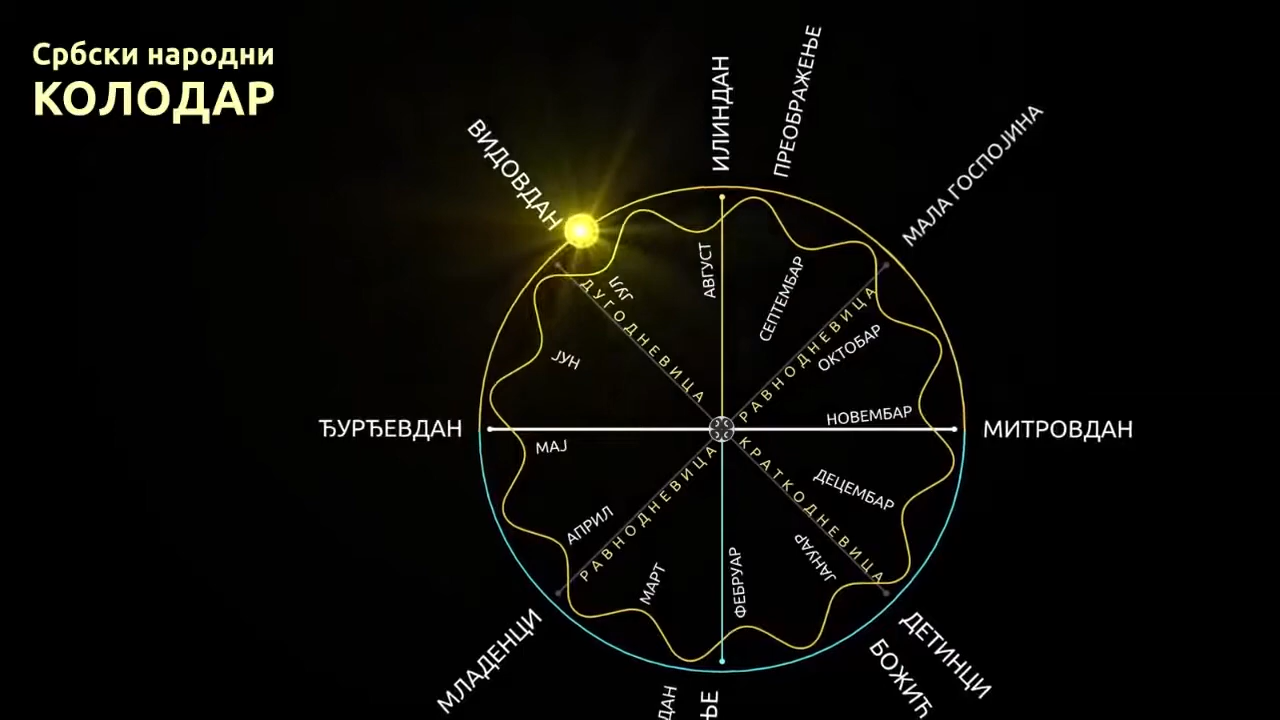 Србски народни
КОЛОДАР
ВИДОВДАН
ИЛИНДАН
ПРЕОБРАЖЕЊЕ
МАЛА ГОСПОЈИНА
АВГУСТ
СЕПТЕМБАР
ЈУЛ
ДУГОДНЕВИЦА
РАВНОДНЕВИЦА
ОКТОБАР
ЈУН
НОВЕМБАР
ЂУРЂЕВДАН
МИТРОВДАН
МАЈ
ДЕЦЕМБАР
КРАТКОДНЕВИЦА
РАВНОДНЕВИЦА
АПРИЛ
ЈАНУАР
МАРТ
ФЕБРУАР
МЛАДЕНЦИ
ДЕТИНЦИ
БОЖИЋ